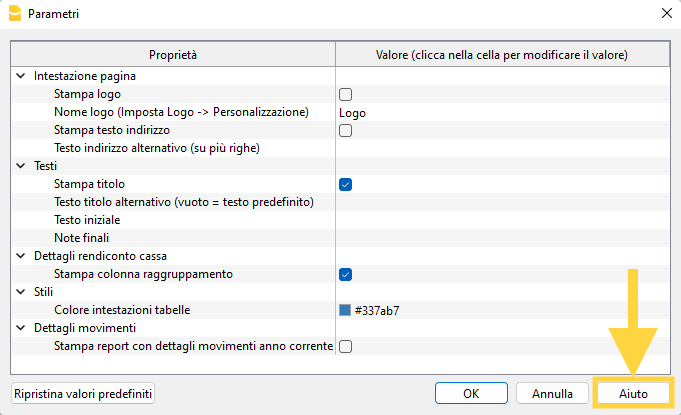 Parametri
Proprietà Valore (clicca nella cella per modificare il valore)
Intestazione pagina
Stampa logo
Nome logo (Imposta Logo -> Personalizzazione) Logo
Stampa testo indirizzo
Testo indirizzo alternativo (su più righe)
Testi
Stampa titolo
Testo titolo alternativo (vuoto = testo predefinito)
Testo iniziale
Note finali
Dettagli rendiconto cassa
Stampa colonna raggruppamento
Stili
Colore intestazioni tabelle #337ab7
Dettagli movimenti
Stampa report con dettagli movimenti anno corrente
Ripristina valori predefiniti OK Annulla Aiuto